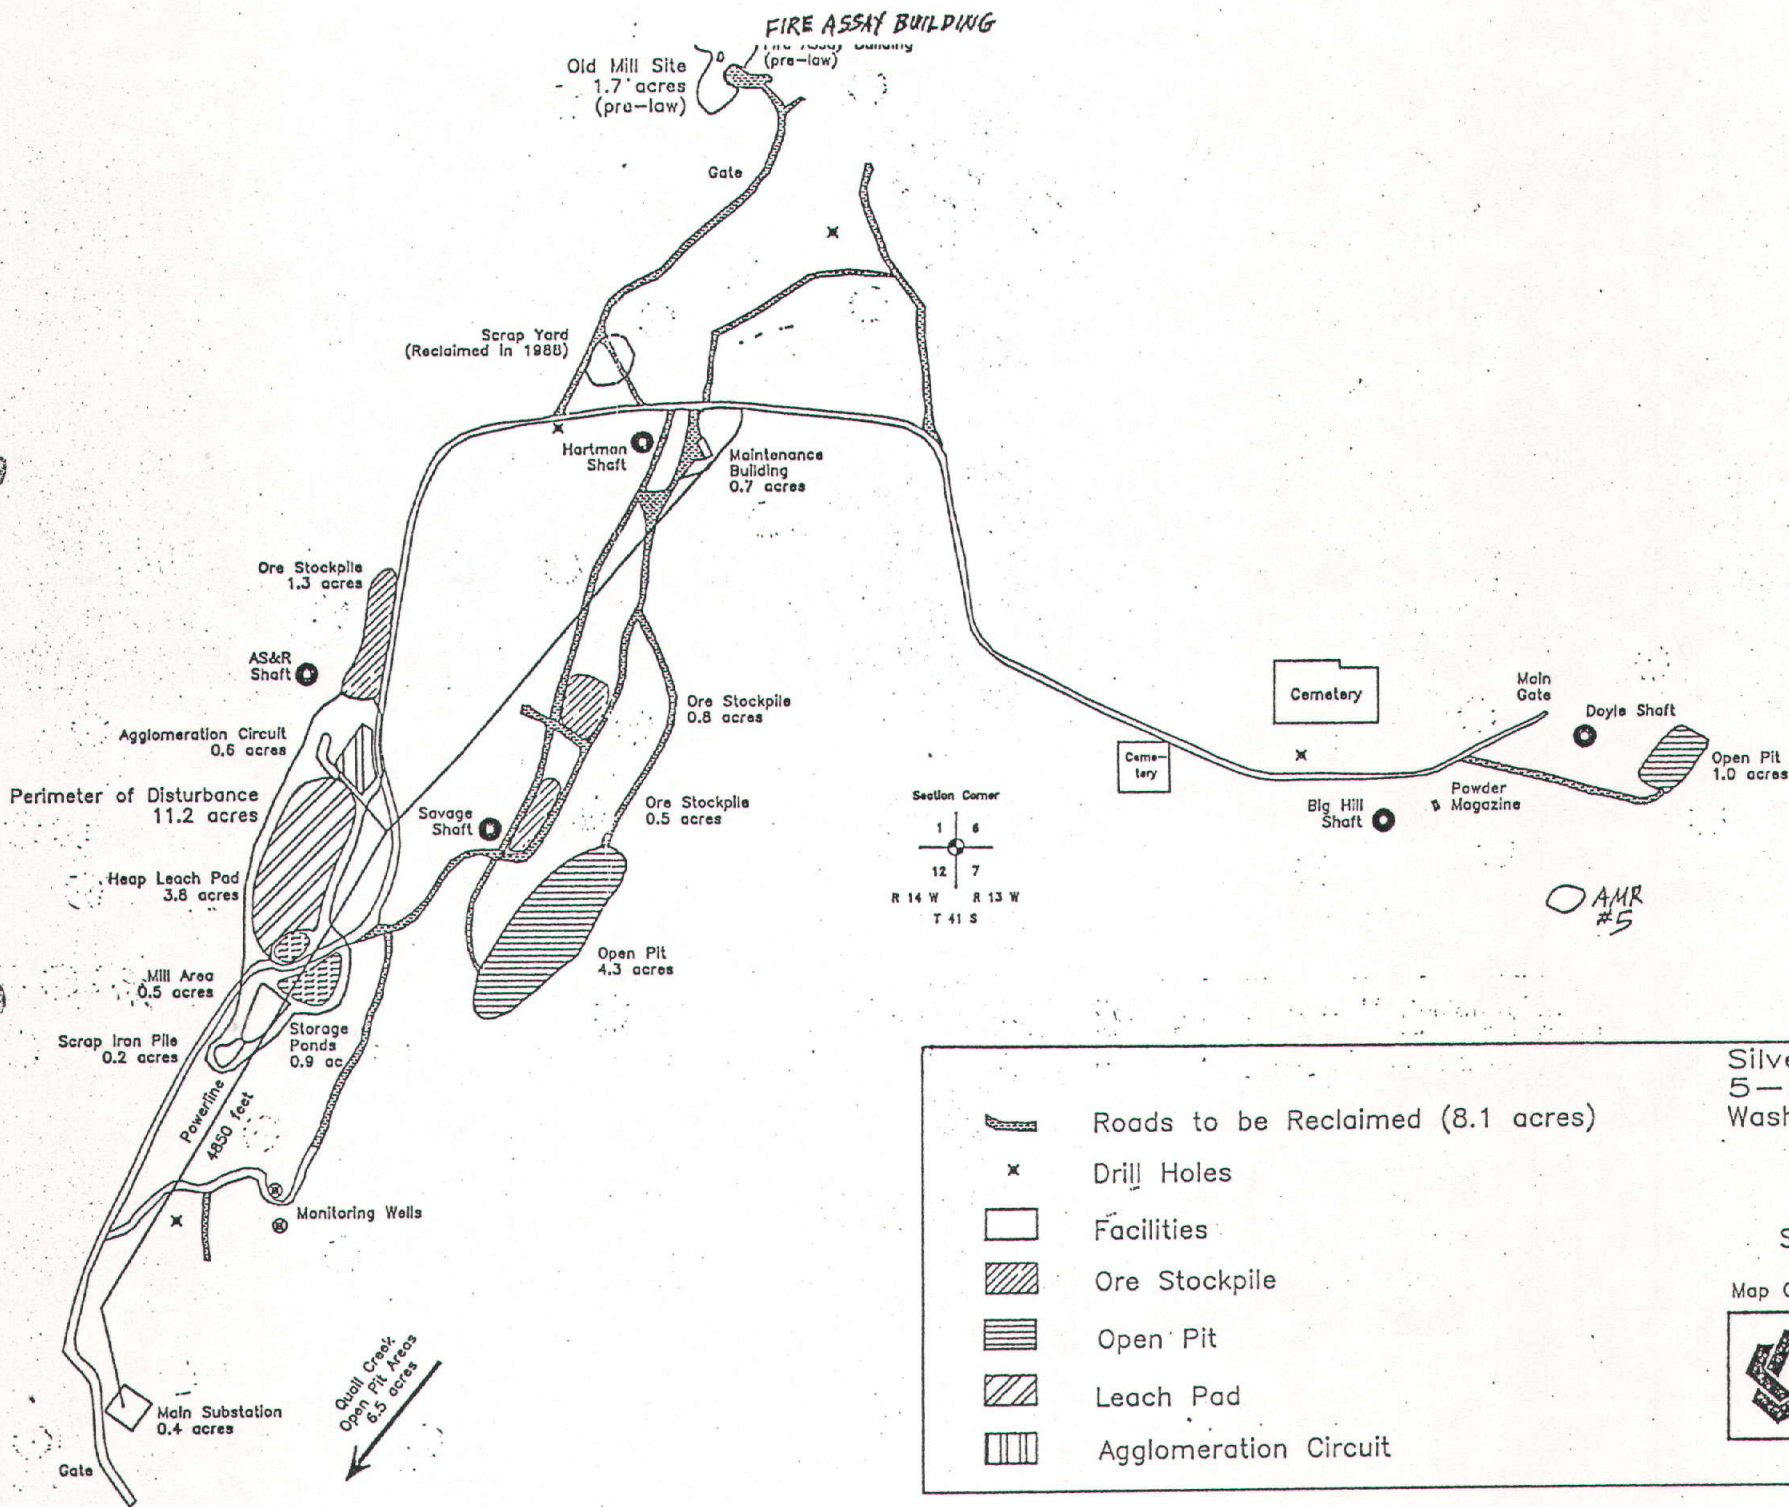 FIRE ASSAY BUILDING
Fire Assay Building
(pre-law)
Old Mill Site
1.7 acres
(pre-law)
Gate
Scrap Yard
(Reclaimed in 1988)
Hartman
Shaft
Maintenance
Building
0.7 acres
Ore Stockpile
1.3 acres
AS&R
Shaft
Agglomeration Circuit
0.6 acres
Perimeter of Disturbance
11.2 acres
Heap Leach Pad
3.8 acres
Mill Area
0.5 acres
Scrap Iron Pile
0.2 acres
Storage
Ponds
0.9 ac
Powerline
4850 feet
Monitoring Wells
Main Substation
0.4 acres
Gate
Quail Creek
Open Pit Areas
6.5 acres
Savage
Shaft
Ore Stockpile
0.8 acres
Ore Stockpile
0.5 acres
Open Pit
4.3 acres
Section Corner
1 6
12 7
R 14 W R 13 W
T 41 S
Cemetery
Ceme-
tery
Main
Gate
Doyle Shaft
Open Pit
1.0 acres
Powder
Magazine
Big Hill
Shaft
AMR
#5
Roads to be Reclaimed (8.1 acres)
Drill Holes
Facilities
Ore Stockpile
Open Pit
Leach Pad
Agglomeration Circuit
Silve
5-
Wash
S
Map C